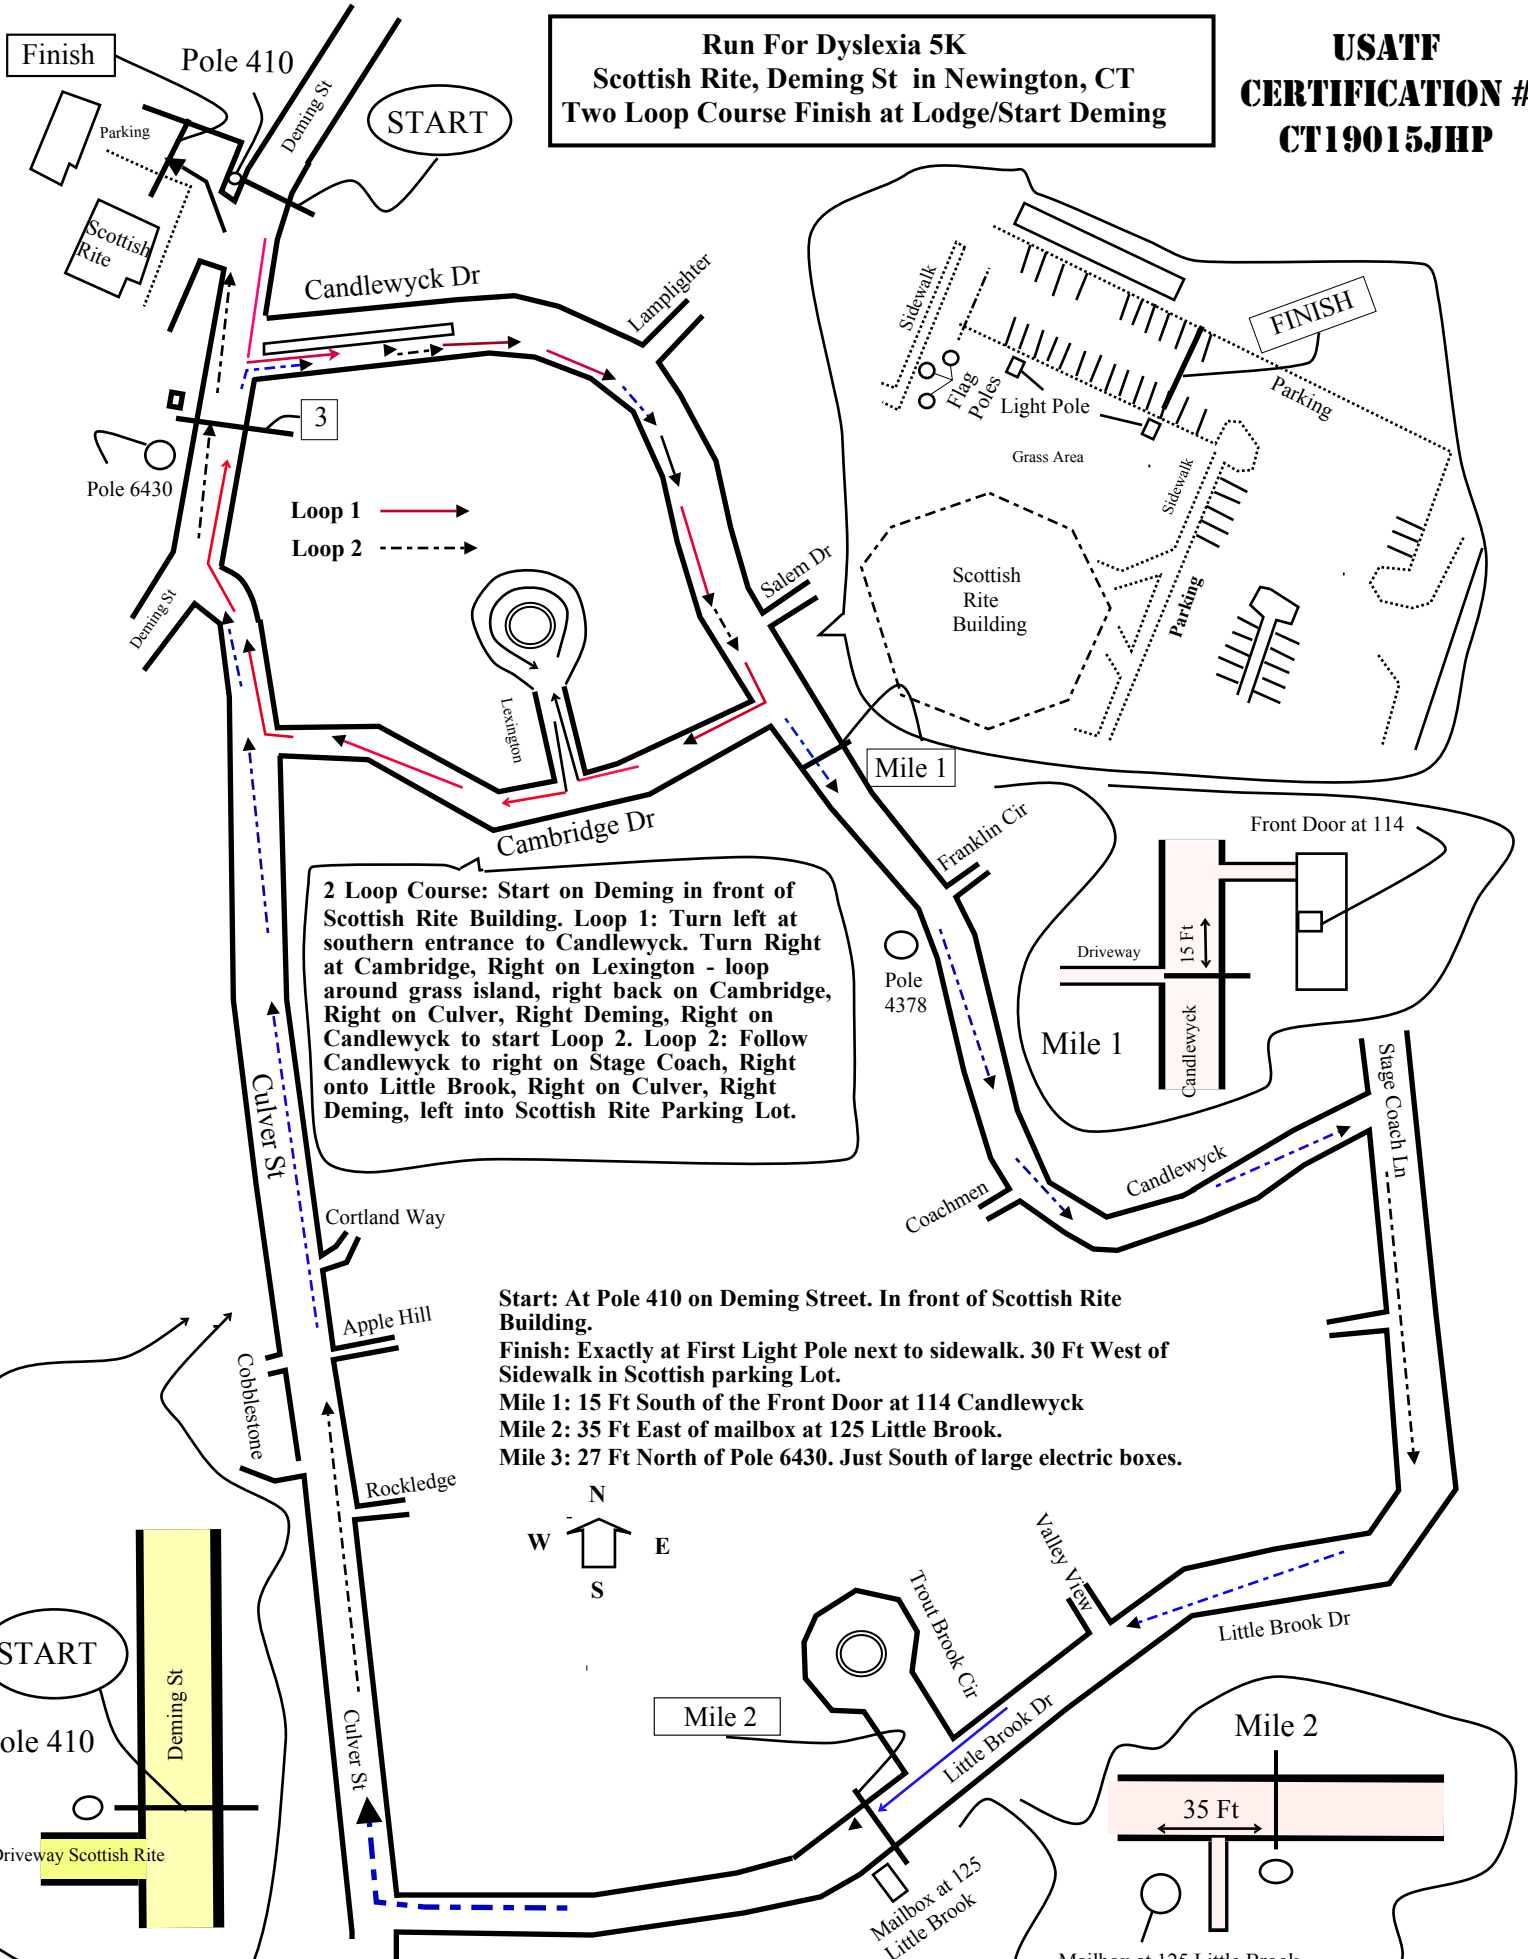 Finish
Pole 410
Deming St
START
Parking
Scottish
Rite
Run For Dyslexia 5K
Scottish Rite, Deming St in Newington, CT
Two Loop Course Finish at Lodge/Start Deming
USATF
CERTIFICATION #
CT19015JHP
Candlewyck Dr
Lamplighter
Sidewalk
FINISH
Flag
Poles
Light Pole
Parking
Grass Area
Sidewalk
Scottish
Rite
Building
Parking
3
Pole 6430
Loop 1
Loop 2
Deming St
Salem Dr
Lexington
Cambridge Dr
Mile 1
Franklin Cir
Front Door at 114
Driveway
15 Ft
Candlewyck
Mile 1
Pole
4378
2 Loop Course: Start on Deming in front of
Scottish Rite Building. Loop 1: Turn left at
southern entrance to Candlewyck. Turn Right
at Cambridge, Right on Lexington - loop
around grass island, right back on Cambridge,
Right on Culver, Right Deming, Right on
Candlewyck to start Loop 2. Loop 2: Follow
Candlewyck to right on Stage Coach, Right
onto Little Brook, Right on Culver, Right
Deming, left into Scottish Rite Parking Lot.
Culver St
Stage Coach Ln
Candlewyck
Coachmen
Cortland Way
Apple Hill
Cobblestone
Rockledge
Start: At Pole 410 on Deming Street. In front of Scottish Rite
Building.
Finish: Exactly at First Light Pole next to sidewalk. 30 Ft West of
Sidewalk in Scottish parking Lot.
Mile 1: 15 Ft South of the Front Door at 114 Candlewyck
Mile 2: 35 Ft East of mailbox at 125 Little Brook.
Mile 3: 27 Ft North of Pole 6430. Just South of large electric boxes.
N
W E
S
Valley View
Trout Brook Cir
Little Brook Dr
Little Brook Dr
START
Deming St
ole 410
Driveway Scottish Rite
Culver St
Mile 2
Mailbox at 125
Little Brook
Mile 2
35 Ft
Mailbox at 125 Little Brook